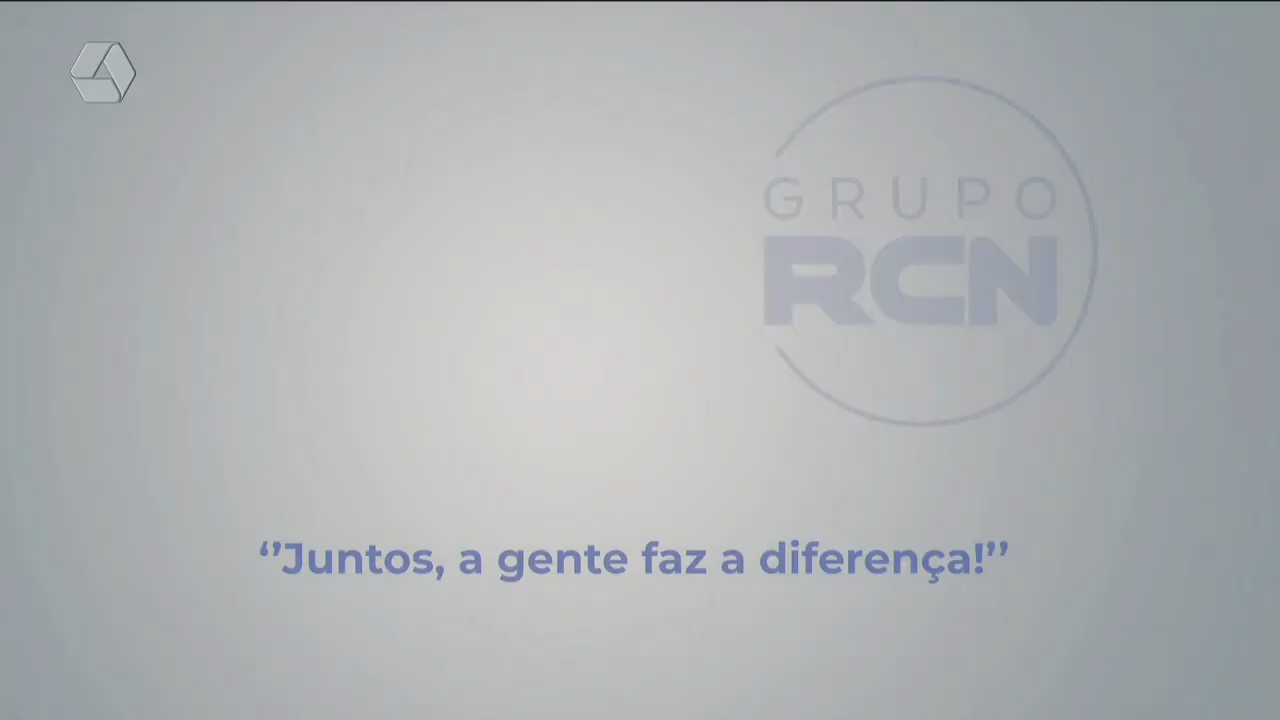 GRUPO
RCN
‘’Juntos, a gente faz a diferença!’’